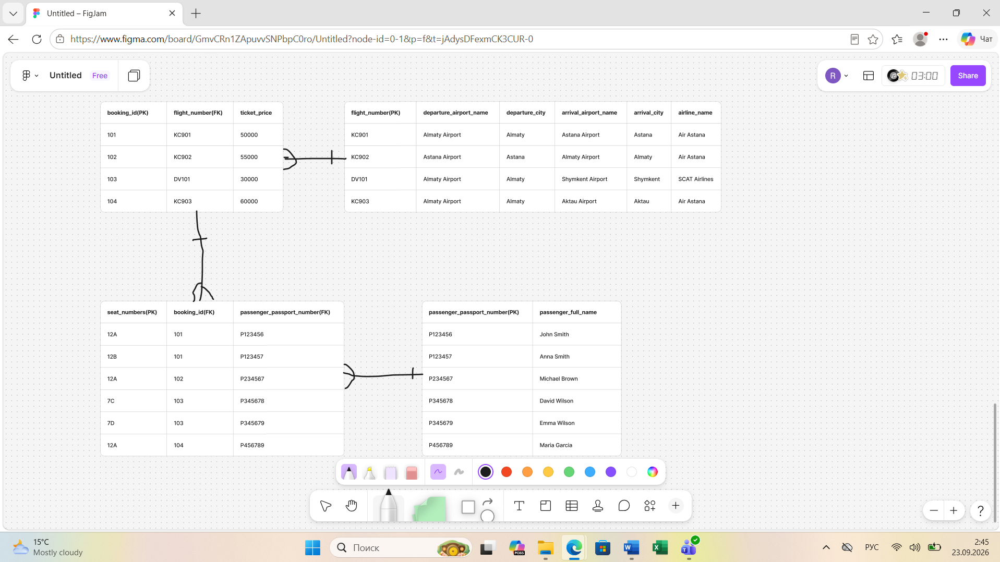 Untitled – FigJam
https://www.figma.com/board/GmvCRn1ZApuvvSNPbpC0ro/Untitled?node-id=0-1&p=f&t=jAdysDFexmCK3CUR-0
Чат
Untitled Free
R 03:00 Share
booking_id(PK) flight_number(FK) ticket_price
101 KC901 50000
102 KC902 55000
103 DV101 30000
104 KC903 60000
flight_number(PK) departure_airport_name departure_city arrival_airport_name arrival_city airline_name
KC901 Almaty Airport Almaty Astana Airport Astana Air Astana
KC902 Astana Airport Astana Almaty Airport Almaty Air Astana
DV101 Almaty Airport Almaty Shymkent Airport Shymkent SCAT Airlines
KC903 Almaty Airport Almaty Aktau Airport Aktau Air Astana
seat_numbers(PK) booking_id(FK) passenger_passport_number(FK)
12A 101 P123456
12B 101 P123457
12A 102 P234567
7C 103 P345678
7D 103 P345679
12A 104 P456789
passenger_passport_number(PK) passenger_full_name
P123456 John Smith
P123457 Anna Smith
P234567 Michael Brown
P345678 David Wilson
P345679 Emma Wilson
P456789 Maria Garcia
T
?
15°C
Mostly cloudy
Поиск
M365
W
X
T
РУС
2:45
23.09.2026